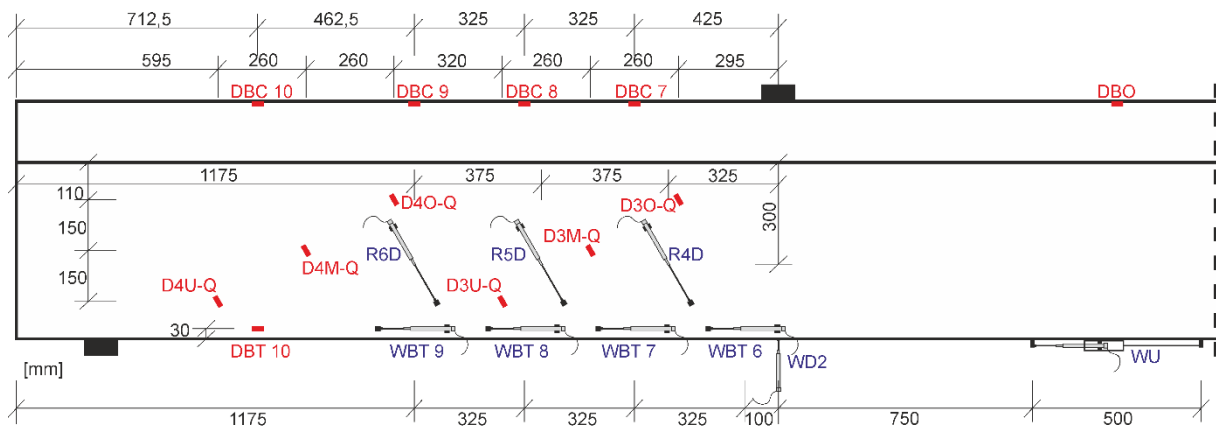 712,5 462,5 325 325 425
595 260 260 320 260 260 295
DBC 10 DBC 9 DBC 8 DBC 7 DBO
1175 375 375 325
110
150
150
30
300
D4O-Q D3O-Q
R6D R5D D3M-Q R4D
D4M-Q
D4U-Q D3U-Q
DBT 10 WBT 9 WBT 8 WBT 7 WBT 6 WD2 WU
[mm]
1175 325 325 325 100 750 500